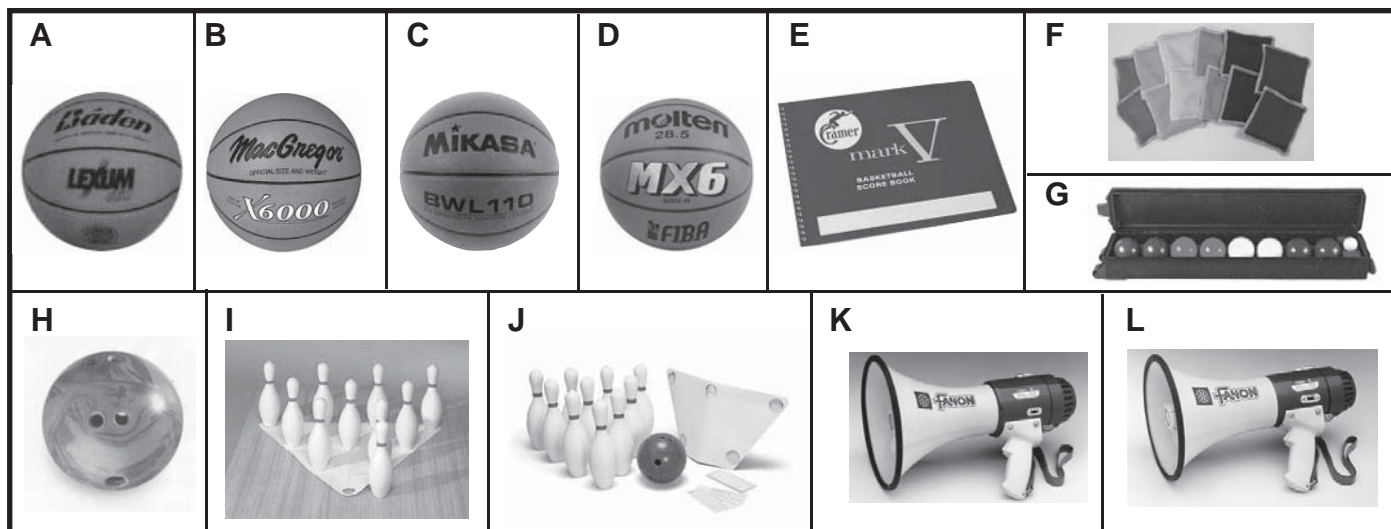 A
Baden
LEXUM
B
MacGregor
OFFICIAL SIZE AND WEIGHT
X6000
C
MIKASA
BWL110
D
molten
28.5
MX6
FIBA
E
Cramer
mark V
BASKETBALL
SCORE BOOK
F
G
H
I
J
K
FANON
L
FANON